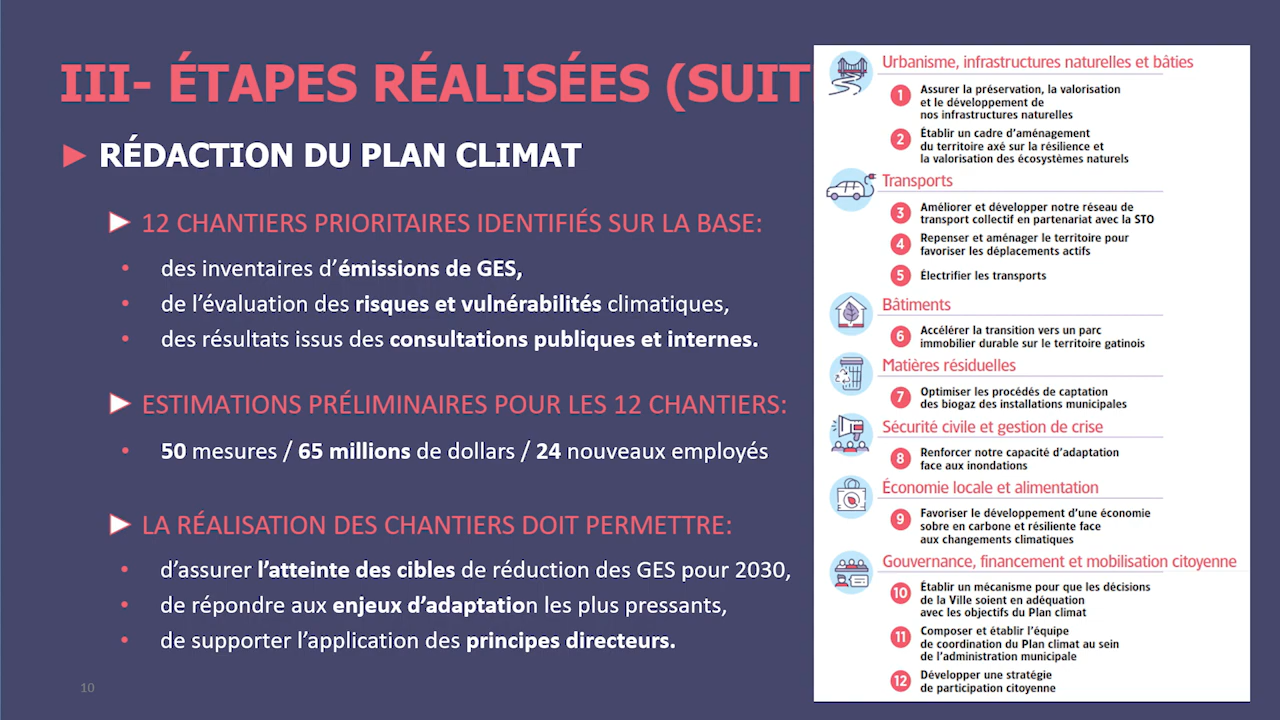 III- ÉTAPES RÉALISÉES (SUIT
RÉDACTION DU PLAN CLIMAT
12 CHANTIERS PRIORITAIRES IDENTIFIÉS SUR LA BASE:
• des inventaires d'émissions de GES,
• de l'évaluation des risques et vulnérabilités climatiques,
• des résultats issus des consultations publiques et internes.
ESTIMATIONS PRÉLIMINAIRES POUR LES 12 CHANTIERS:
• 50 mesures / 65 millions de dollars / 24 nouveaux employés
LA RÉALISATION DES CHANTIERS DOIT PERMETTRE:
• d'assurer l'atteinte des cibles de réduction des GES pour 2030,
• de répondre aux enjeux d'adaptation les plus pressants,
• de supporter l'application des principes directeurs.
10
Urbanisme, infrastructures naturelles et bâties
1 Assurer la préservation, la valorisation
et le développement de
nos infrastructures naturelles
2 Établir un cadre d'aménagement
du territoire axé sur la résilience et
la valorisation des écosystèmes naturels
Transports
3 Améliorer et développer notre réseau de
transport collectif en partenariat avec la STO
4 Repenser et aménager le territoire pour
favoriser les déplacements actifs
5 Électrifier les transports
Bâtiments
6 Accélérer la transition vers un parc
immobilier durable sur le territoire gatinois
Matières résiduelles
7 Optimiser les procédés de captation
des biogaz des installations municipales
Sécurité civile et gestion de crise
8 Renforcer notre capacité d'adaptation
face aux inondations
Économie locale et alimentation
9 Favoriser le développement d'une économie
sobre en carbone et résiliente face
aux changements climatiques
Gouvernance, financement et mobilisation citoyenne
10 Établir un mécanisme pour que les décisions
de la Ville soient en adéquation
avec les objectifs du Plan climat
11 Composer et établir l'équipe
de coordination du Plan climat au sein
de l'administration municipale
12 Développer une stratégie
de participation citoyenne